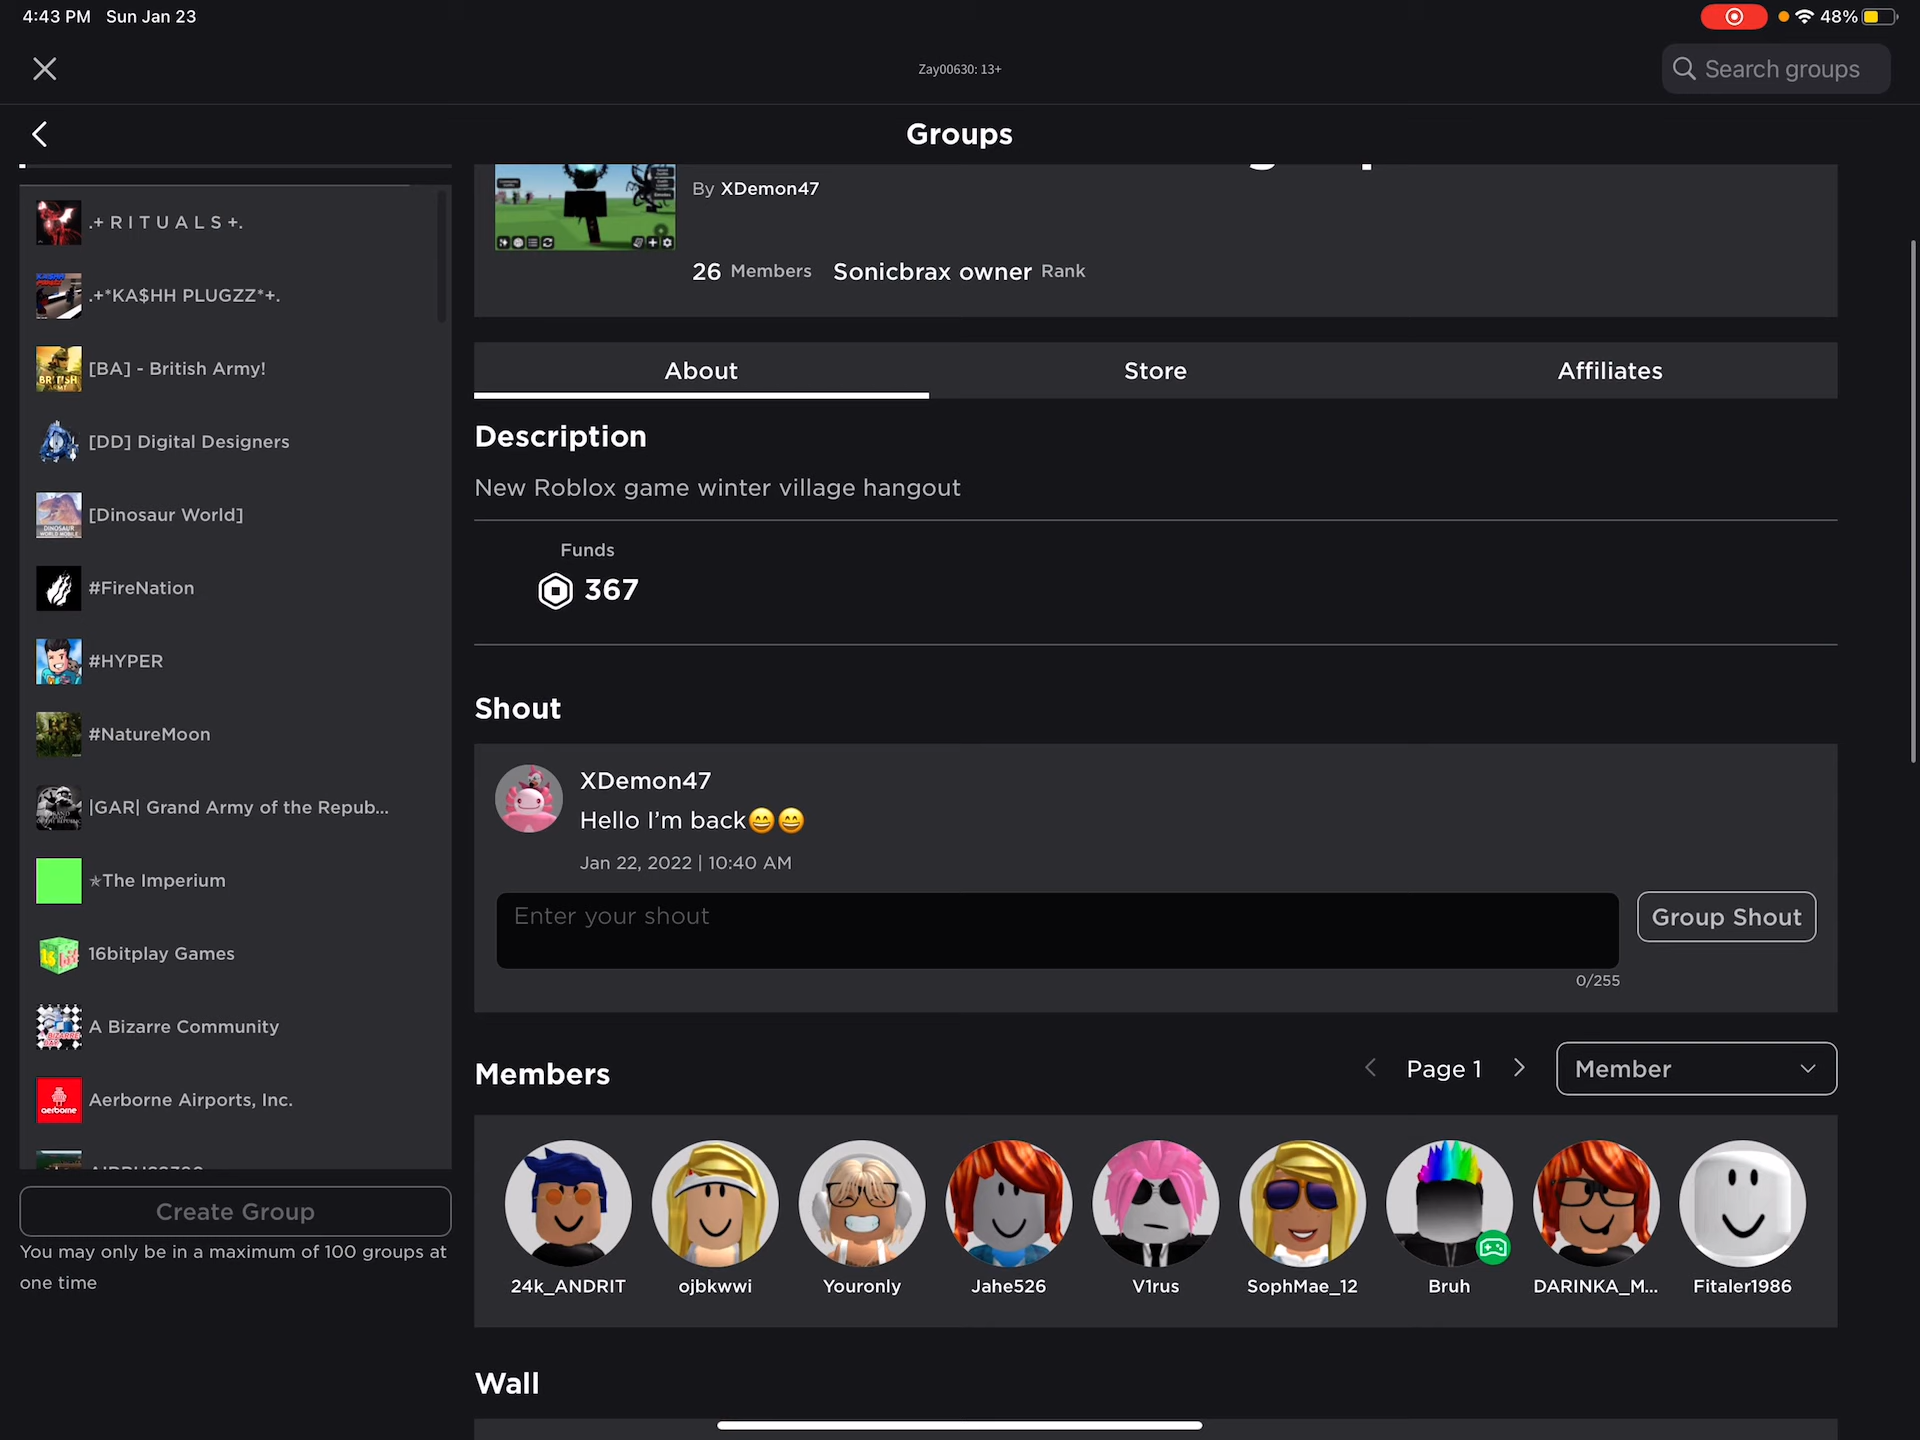 4:43 PM Sun Jan 23
48%
Zay00630: 13+
Search groups
Groups
.+ R I T U A L S +.
.+*KA$HH PLUGZZ*+.
[BA] - British Army!
[DD] Digital Designers
[Dinosaur World]
#FireNation
#HYPER
#NatureMoon
|GAR| Grand Army of the Repub...
✯The Imperium
16bitplay Games
A Bizarre Community
Aerborne Airports, Inc.
aerborne
Create Group
You may only be in a maximum of 100 groups at
one time
By XDemon47
26 Members Sonicbrax owner Rank
About Store Affiliates
Description
New Roblox game winter village hangout
Funds
367
Shout
XDemon47
Hello I'm back😄😄
Jan 22, 2022 | 10:40 AM
Enter your shout
Group Shout
0/255
Members
Page 1
Member
24k_ANDRIT ojbkwwi Youronly Jahe526 V1rus SophMae_12 Bruh DARINKA_M... Fitaler1986
Wall